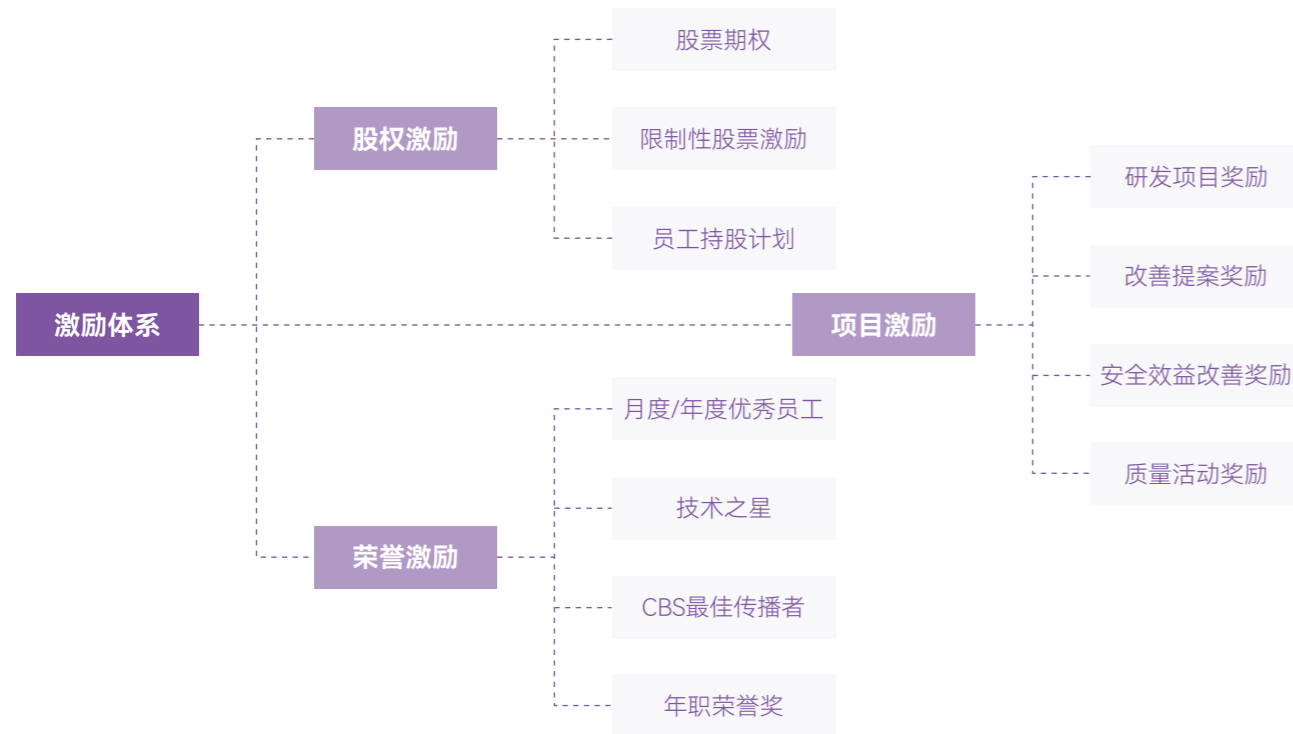 激励体系
股权激励
股票期权
限制性股票激励
员工持股计划
项目激励
研发项目奖励
改善提案奖励
安全效益改善奖励
质量活动奖励
荣誉激励
月度/年度优秀员工
技术之星
CBS最佳传播者
年职荣誉奖